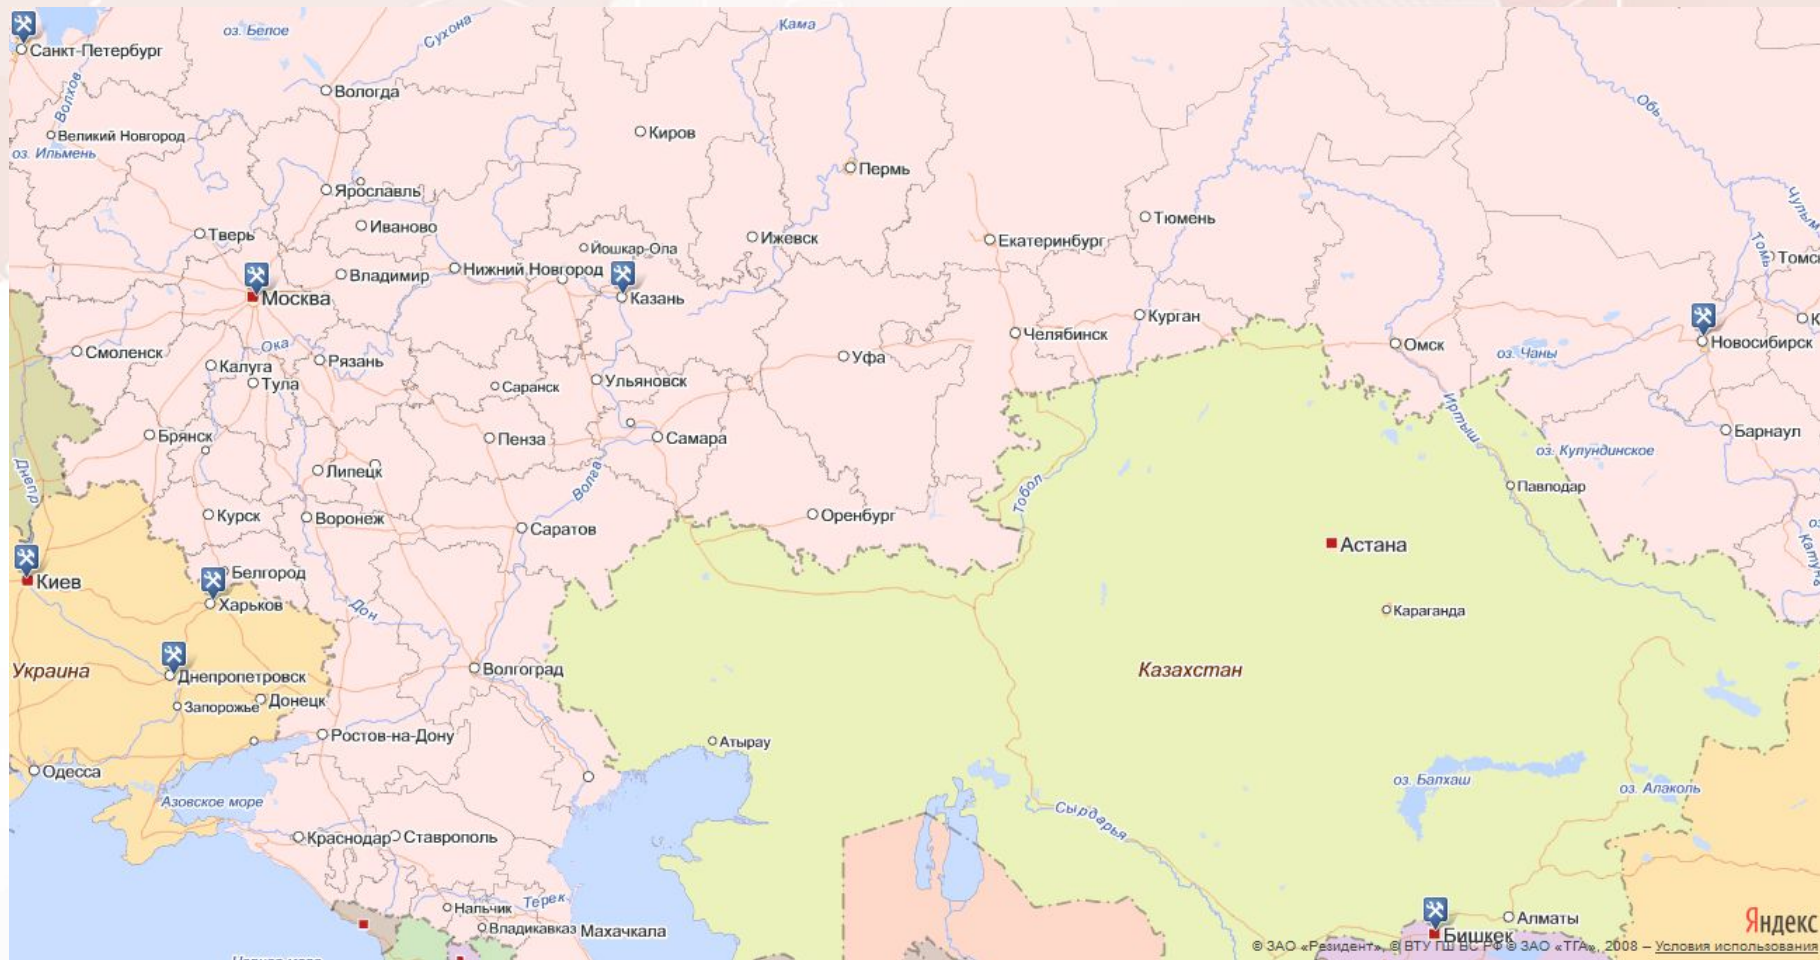 оз. Белое
Сухона
Кама
Санкт-Петербург
Волхов
Вологда
Обь
Великий Новгород
Киров
оз. Ильмень
Пермь
Ярославль
Чулым
Тюмень
Тверь
Иваново
Йошкар-Ола
Ижевск
Екатеринбург
Томь
Томс
Владимир
Нижний Новгород
Москва
Казань
Курган
К
Челябинск
Омск
Новосибирск
Ока
Смоленск
Рязань
Уфа
оз. Чаны
Калуга
Тула
Саранск
Ульяновск
Иртыш
Брянск
Пенза
Самара
Барнаул
оз. Кулундинское
Липецк
Днепр
Волга
Тобол
Павлодар
Курск
Воронеж
Саратов
Оренбург
оз
Астана
Катунь
Киев
Белгород
Харьков
Дон
Караганда
Украина
Днепропетровск
Волгоград
Казахстан
Запорожье
Донецк
Ростов-на-Дону
Атырау
Одесса
оз. Балхаш
оз. Алаколь
Азовское море
Сырдарья
Краснодар
Ставрополь
Терек
Нальчик
Владикавказ
Махачкала
Алматы
Бишкек
Яндекс
© ЗАО «Резидент», © ВТУ ГШ ВС РФ © ЗАО «ТГА», 2008 – Условия использования